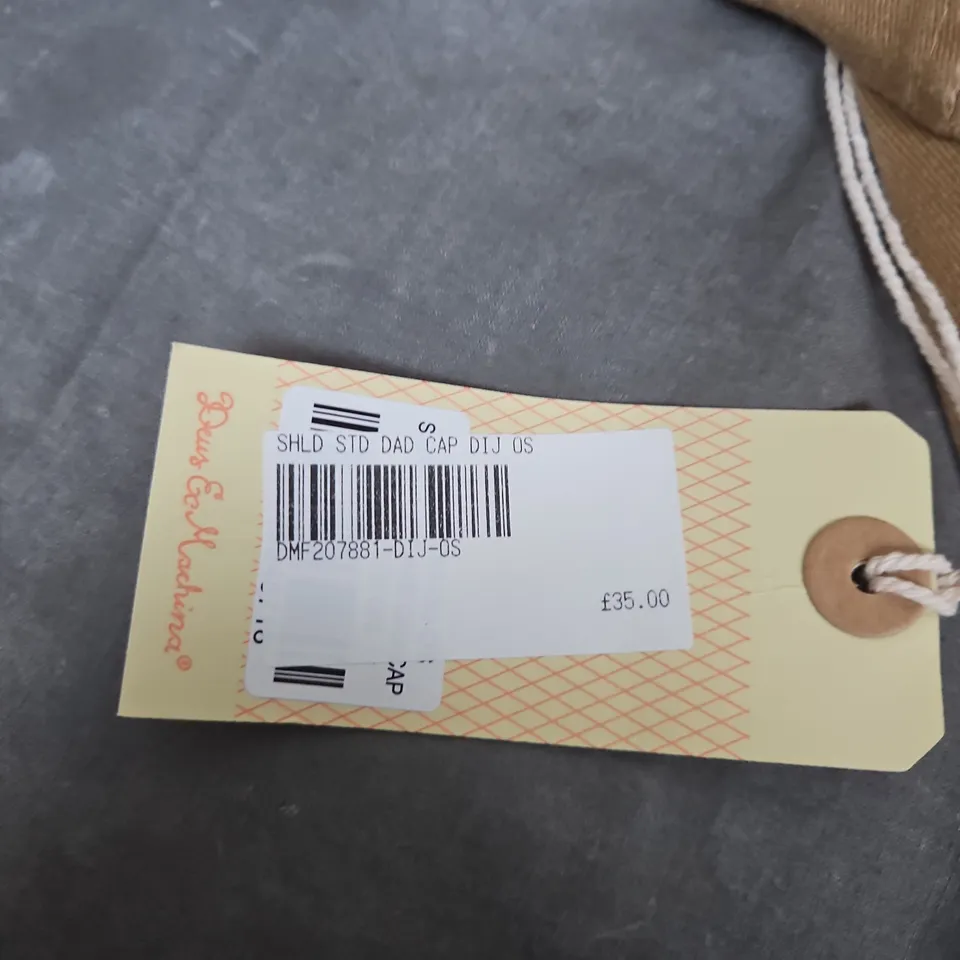 Deus Ex Machina®
SHLD STD DAD CAP DIJ OS
DMF207881-DIJ-OS
£35.00
S
CAP